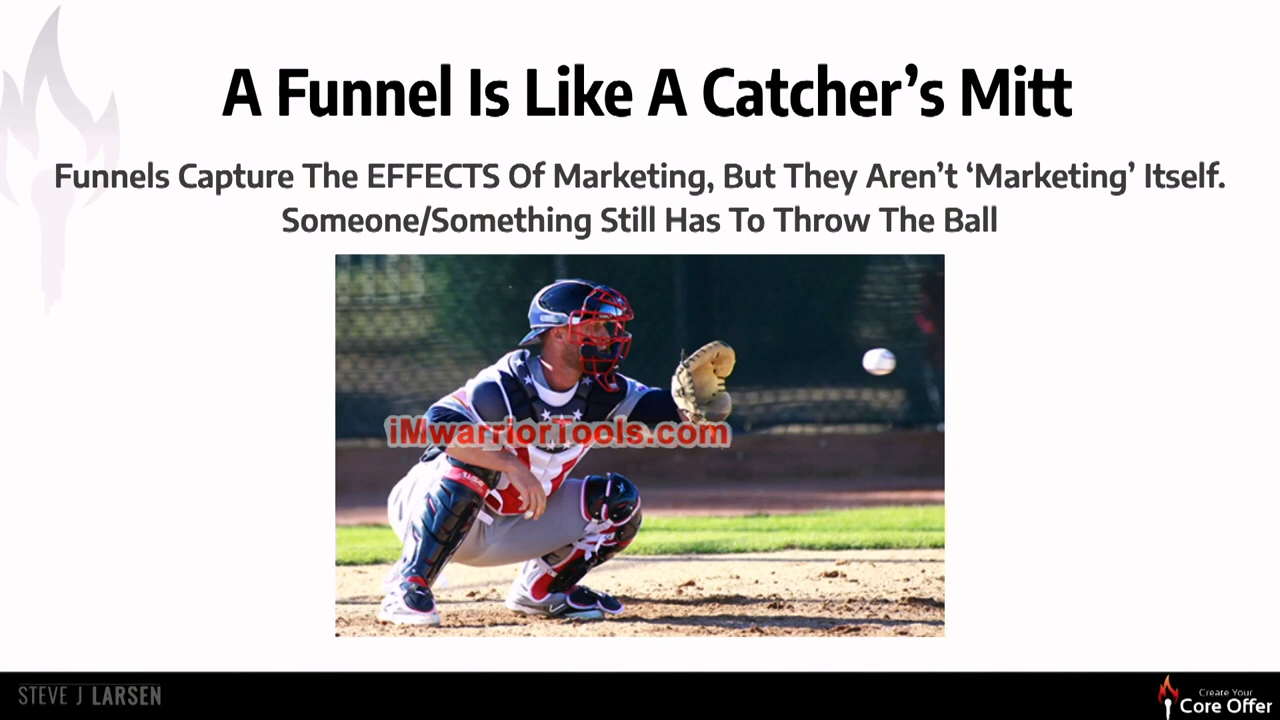 A Funnel Is Like A Catcher’s Mitt
Funnels Capture The EFFECTS Of Marketing, But They Aren’t ‘Marketing’ Itself.
Someone/Something Still Has To Throw The Ball
iMwarriorTools.com
STEVE J LARSEN
Create Your
Core Offer